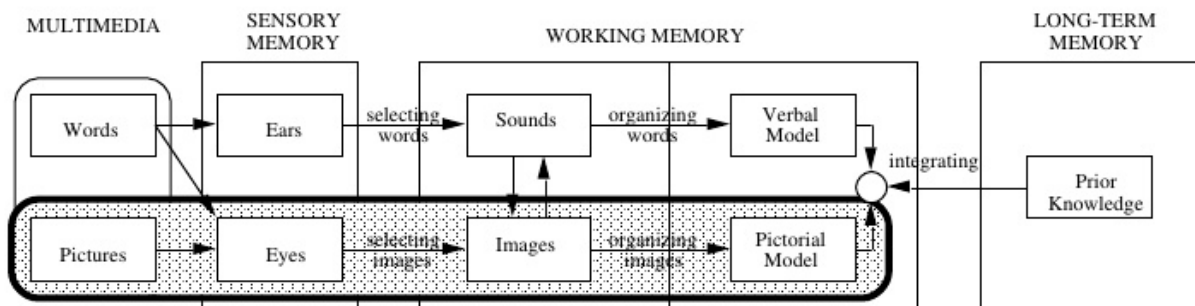 MULTIMEDIA
SENSORY
MEMORY
WORKING MEMORY
LONG-TERM
MEMORY
Words
Ears
selecting
words
Sounds
organizing
words
Verbal
Model
integrating
Prior
Knowledge
Pictures
Eyes
selecting
images
Images
organizing
images
Pictorial
Model